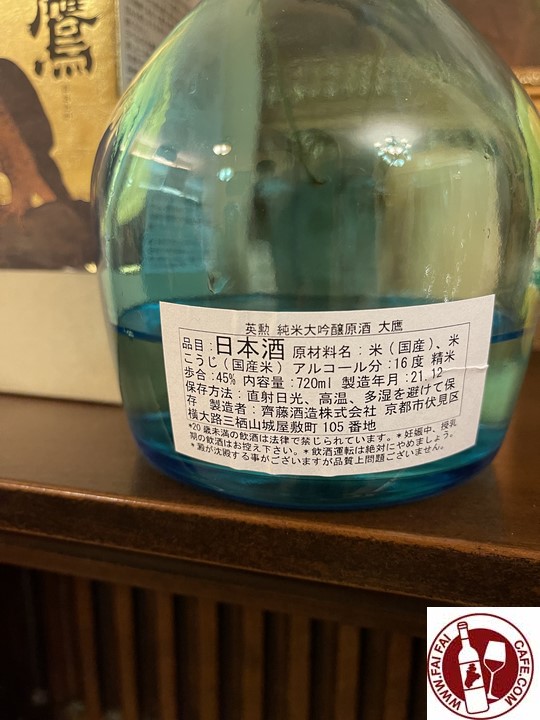 鷹
英勲 純米大吟醸原酒 大鷹
品目:日本酒 原材料名:米(国産)、米
こうじ(国産米) アルコール分:16度 精米
歩合:45% 内容量:720ml 製造年月:21.12
保存方法:直射日光、高温、多湿を避けて保
存 製造者:齊藤酒造株式会社 京都市伏見区
横大路三栖山城屋敷町105番地
*20歳未満の飲酒は法律で禁じられています。*妊娠中、授乳
期の飲酒はお控え下さい。*飲酒運転は絶対にやめましょう。
*澱が沈殿する事がございますが品質上問題ございません。
WWW.FAI FAI CAFE.COM